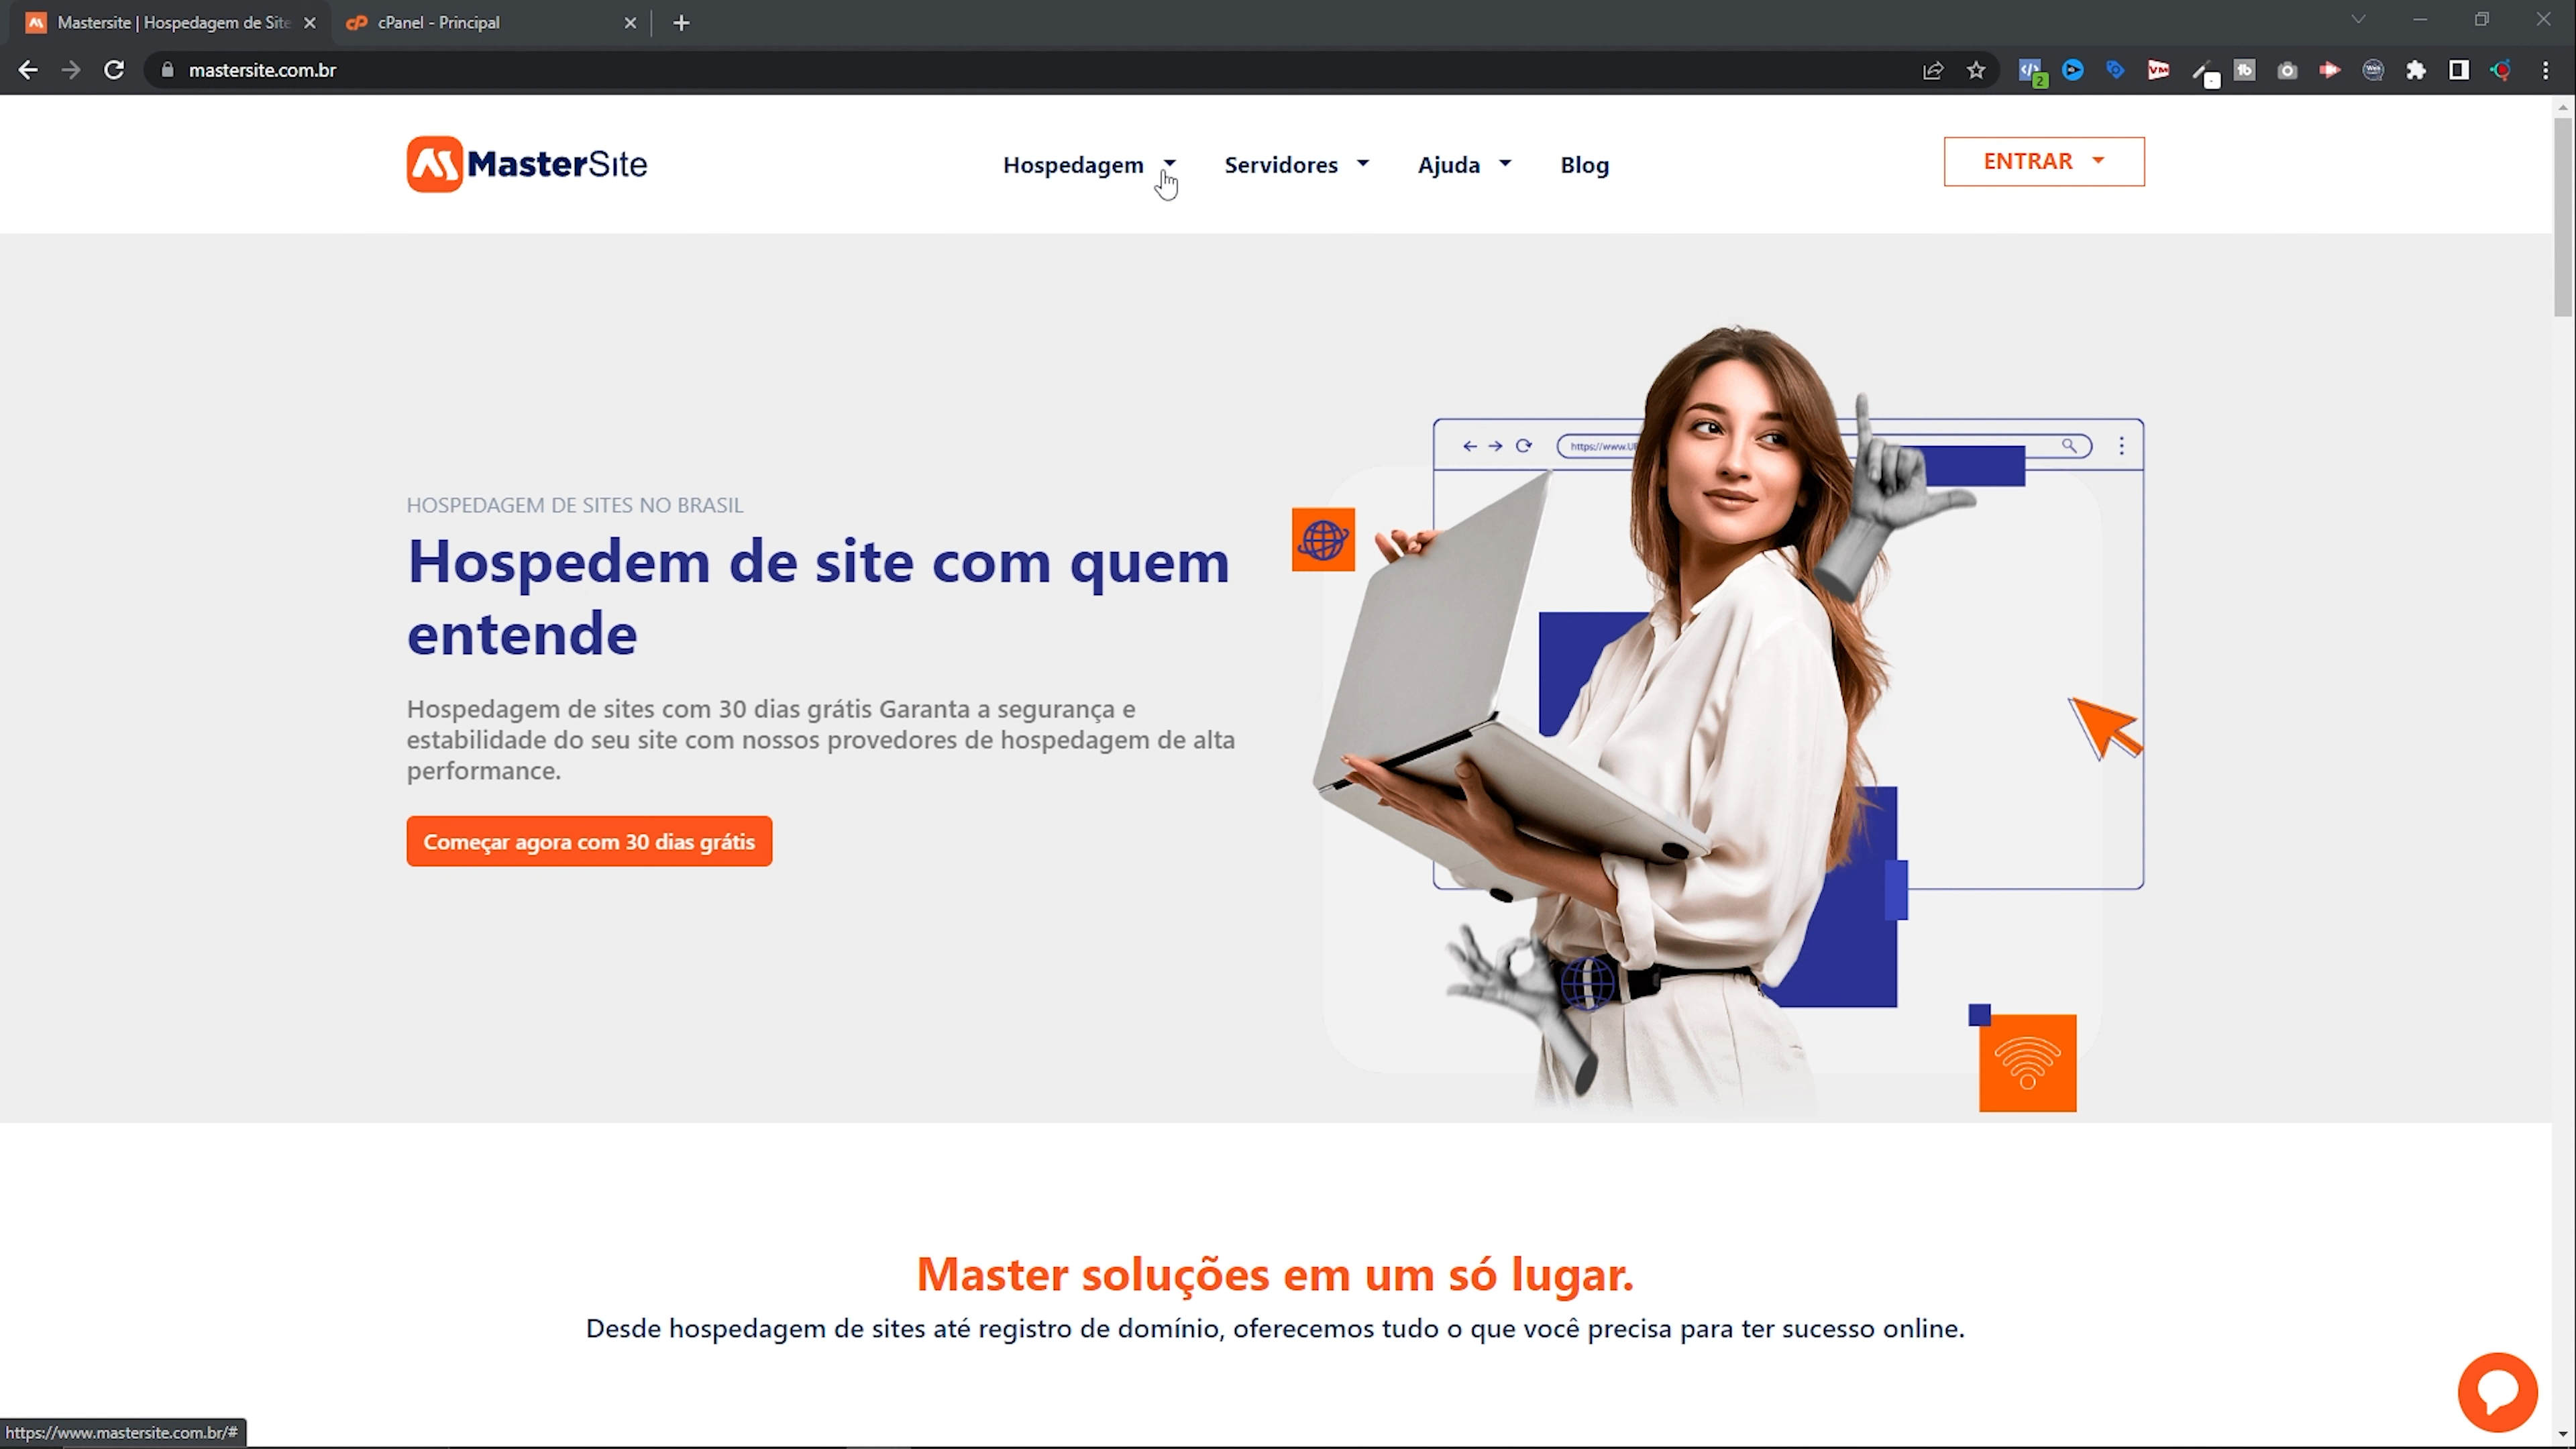 Mastersite | Hospedagem de Site
cPanel - Principal
mastersite.com.br
2
VM
MasterSite
Hospedagem
Servidores
Ajuda
Blog
ENTRAR
https://www.U
HOSPEDAGEM DE SITES NO BRASIL
Hospedem de site com quem
entende
Hospedagem de sites com 30 dias grátis Garanta a segurança e
estabilidade do seu site com nossos provedores de hospedagem de alta
performance.
Começar agora com 30 dias grátis
Master soluções em um só lugar.
Desde hospedagem de sites até registro de domínio, oferecemos tudo o que você precisa para ter sucesso online.
https://www.mastersite.com.br/#